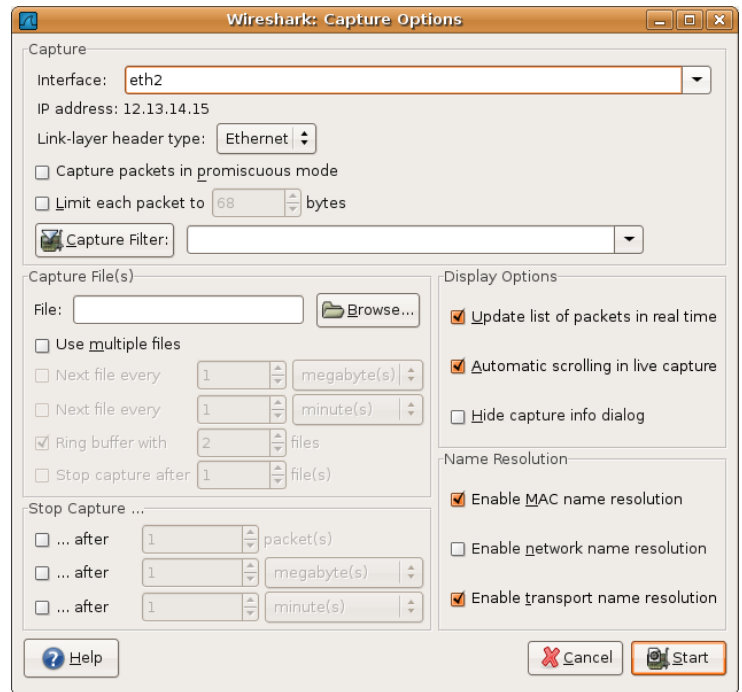 Wireshark: Capture Options
Capture
Interface: eth2
IP address: 12.13.14.15
Link-layer header type: Ethernet
Capture packets in promiscuous mode
Limit each packet to 68 bytes
Capture Filter:
Capture File(s)
File: Browse...
Use multiple files
Next file every 1 megabyte(s)
Next file every 1 minute(s)
Ring buffer with 2 files
Stop capture after 1 file(s)
Stop Capture ...
... after 1 packet(s)
... after 1 megabyte(s)
... after 1 minute(s)
Display Options
Update list of packets in real time
Automatic scrolling in live capture
Hide capture info dialog
Name Resolution
Enable MAC name resolution
Enable network name resolution
Enable transport name resolution
Help
Cancel
Start